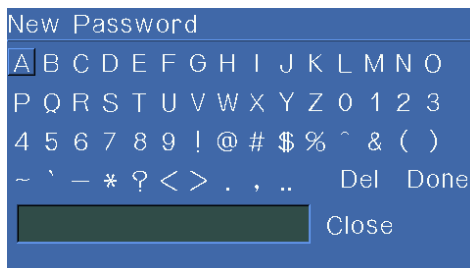 New Password
A B C D E F G H I J K L M N O
P Q R S T U V W X Y Z 0 1 2 3
4 5 6 7 8 9 ! @ # $ % ^ & ( )
~ ` — * ? < > . , .. Del Done
Close